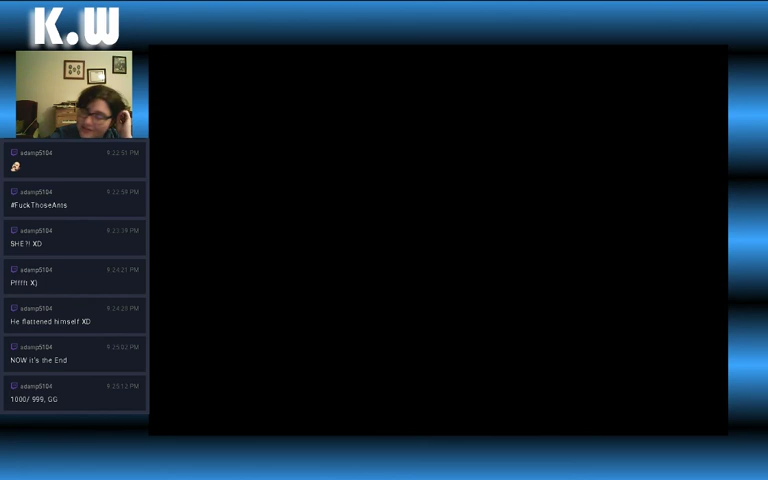 K.W
adamp5104 9:22:51 PM
adamp5104 9:22:59 PM
#FuckThoseAnts
adamp5104 9:23:39 PM
SHE?! XD
adamp5104 9:24:21 PM
Pfffft X)
adamp5104 9:24:29 PM
He flattened himself XD
adamp5104 9:25:02 PM
NOW it's the End
adamp5104 9:25:12 PM
1000/ 999, GG